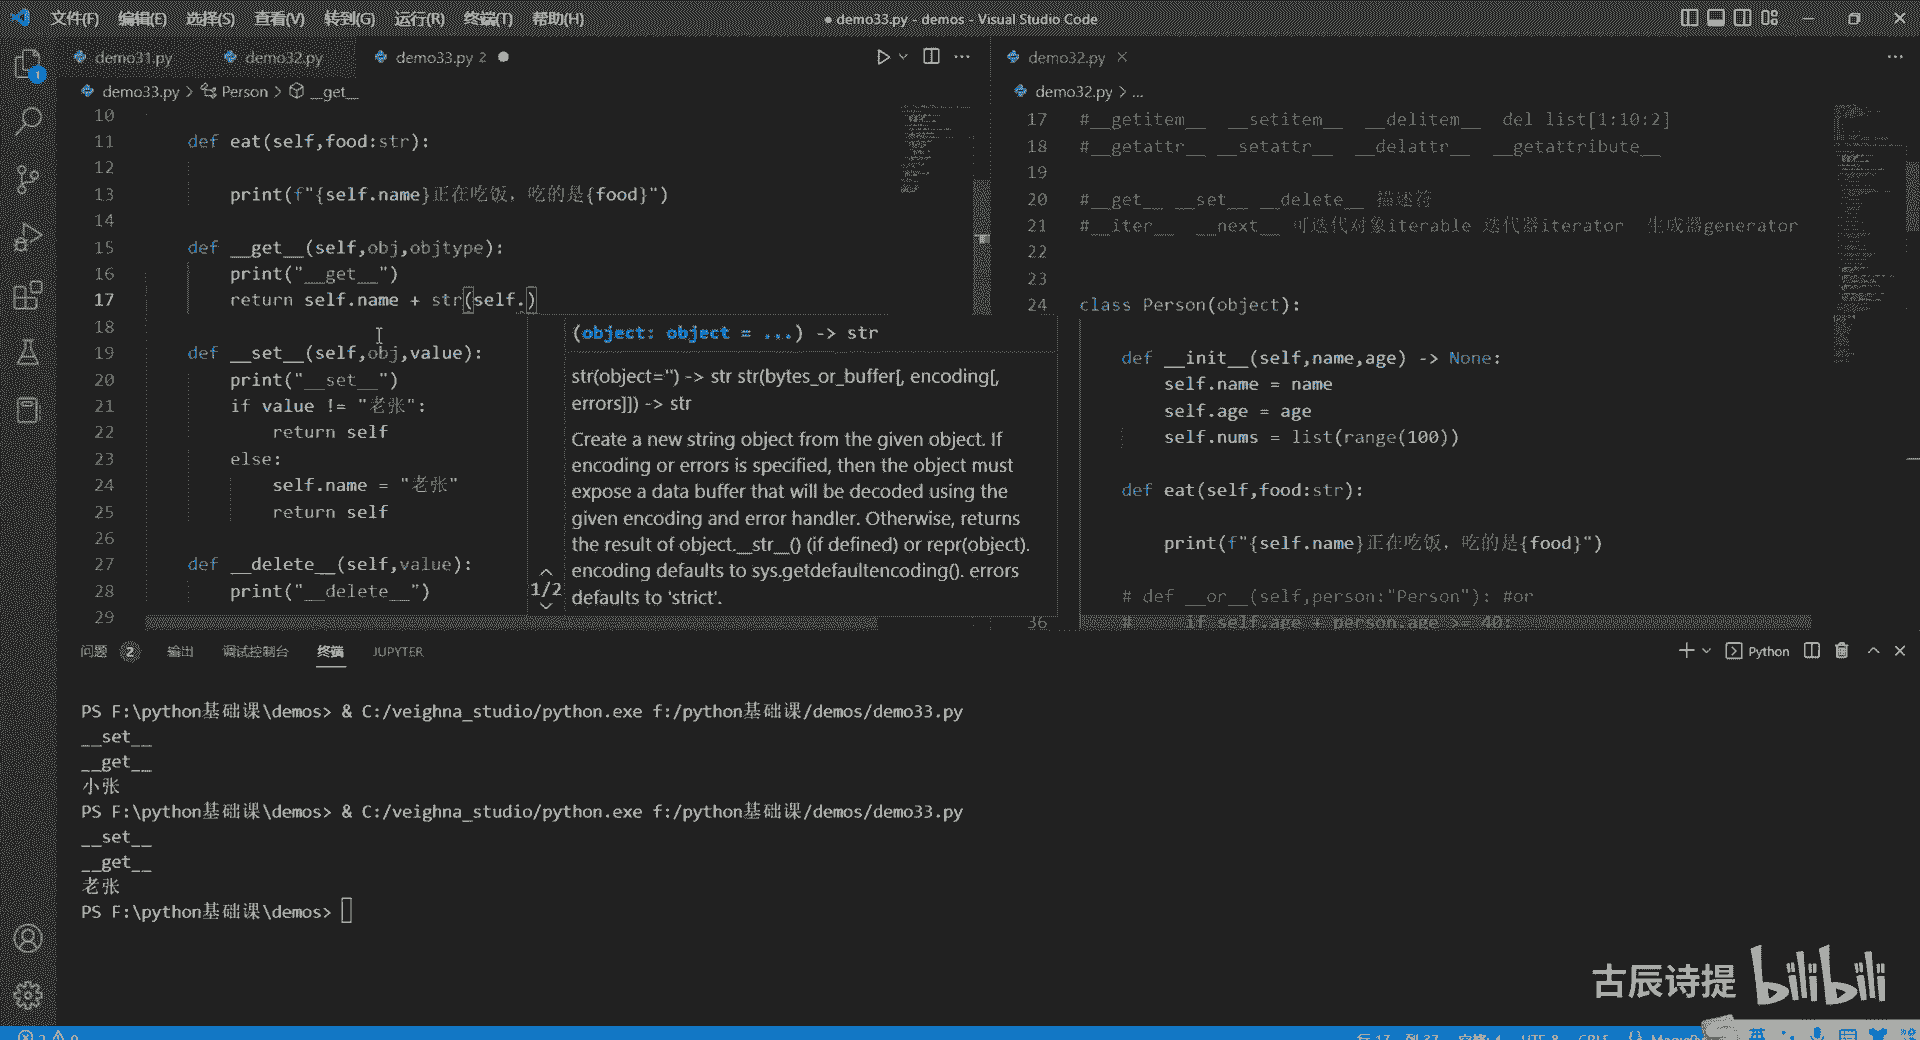 文件(F) 编辑(E) 选择(S) 查看(V) 转到(G) 运行(R) 终端(T) 帮助(H)
● demo33.py - demos - Visual Studio Code
demo31.py
demo32.py
demo33.py 2 ●
demo33.py > Person > __get__
10
11 def eat(self,food:str):
12
13 print(f"{self.name}正在吃饭，吃的是{food}")
14
15 def __get__(self,obj,objtype):
16 print("__get__")
17 return self.name + str(self.)
18
19 def __set__(self,obj,value):
20 print("__set__")
21 if value != "老张":
22 return self
23 else:
24 self.name = "老张"
25 return self
26
27 def __delete__(self,value):
28 print("__delete__")
29
(object: object = ...) -> str
str(object='') -> str str(bytes_or_buffer[, encoding[,
errors]]) -> str
Create a new string object from the given object. If
encoding or errors is specified, then the object must
expose a data buffer that will be decoded using the
given encoding and error handler. Otherwise, returns
the result of object.__str__() (if defined) or repr(object).
encoding defaults to sys.getdefaultencoding(). errors
defaults to 'strict'.
1/2
demo32.py
demo32.py > ...
17 #__getitem__ __setitem__ __delitem__ del list[1:10:2]
18 #__getattr__ __setattr__ __delattr__ __getattribute__
19
20 #__get__ __set__ __delete__ 描述符
21 #__iter__ __next__ 可迭代对象iterable 迭代器iterator 生成器generator
22
23
24 class Person(object):
def __init__(self,name,age) -> None:
self.name = name
self.age = age
self.nums = list(range(100))
def eat(self,food:str):
print(f"{self.name}正在吃饭，吃的是{food}")
# def __or__(self,person:"Person"): #or
36 # if self.age + person.age >= 40:
问题 2 输出 调试控制台 终端 JUPYTER
Python
PS F:\python基础课\demos> & C:/veighna_studio/python.exe f:/python基础课/demos/demo33.py
__set__
__get__
小张
PS F:\python基础课\demos> & C:/veighna_studio/python.exe f:/python基础课/demos/demo33.py
__set__
__get__
老张
PS F:\python基础课\demos>
古辰诗提 bilibili